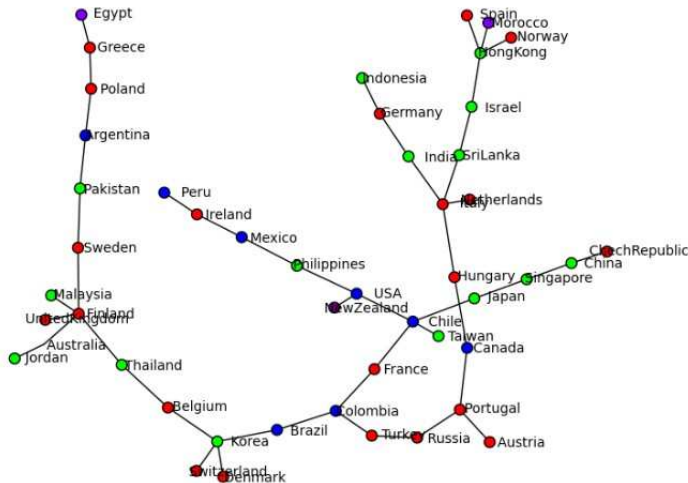 Egypt
Spain
Morocco
Norway
Greece
HongKong
Indonesia
Poland
Israel
Germany
Argentina
India
SriLanka
Pakistan
Peru
Netherlands
Italy
Ireland
Mexico
Sweden
CzechRepublic
China
Philippines
Hungary
Singapore
Malaysia
USA
Japan
NewZealand
Finland
UnitedKingdom
Chile
Taiwan
Australia
Canada
Jordan
Thailand
France
Belgium
Colombia
Portugal
Korea
Brazil
Turkey
Russia
Austria
Switzerland
Denmark